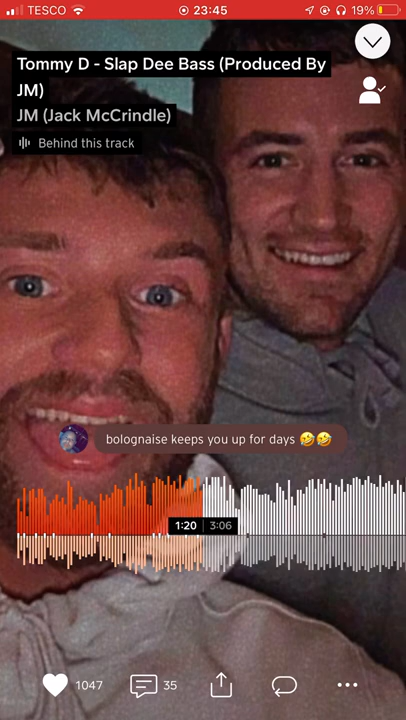 TESCO 23:45 19%
Tommy D - Slap Dee Bass (Produced By
JM)
JM (Jack McCrindle)
Behind this track
bolognaise keeps you up for days 🤣🤣
1:20 | 3:06
1047 35